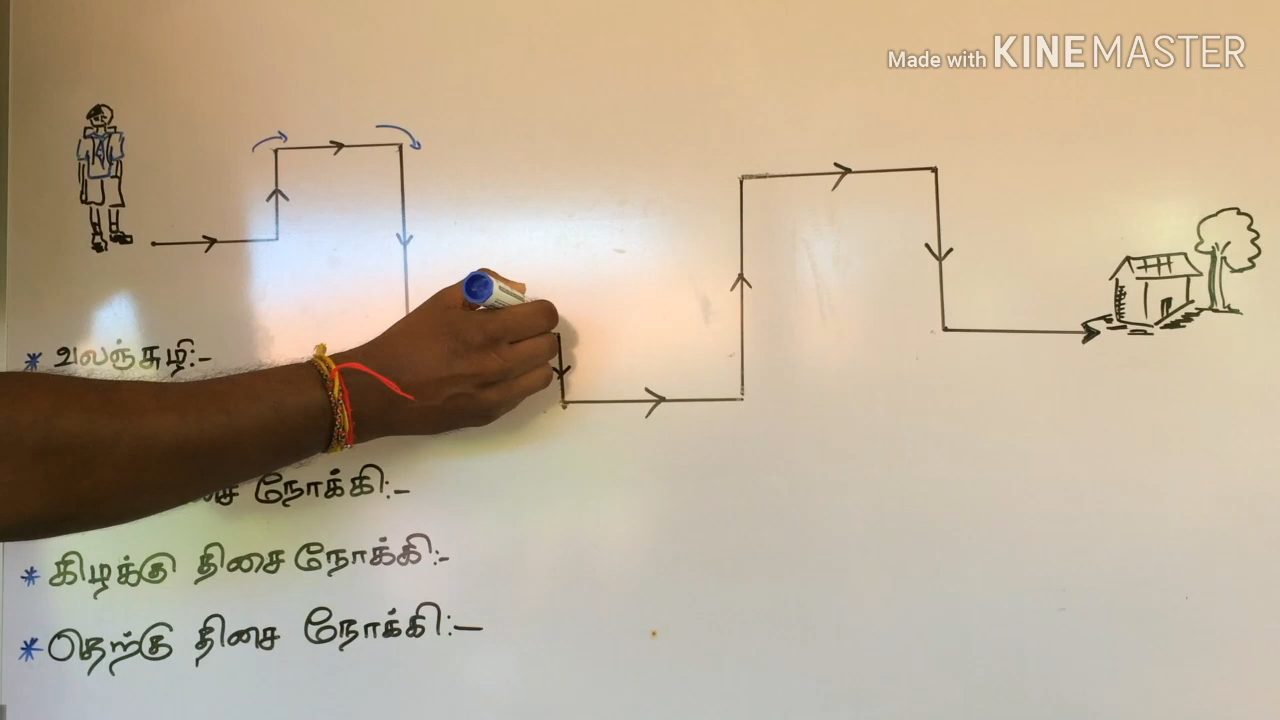 Made with KINEMASTER
* வலஞ்சுழி:-
நோக்கி:-
* கிழக்கு திசை நோக்கி:-
* தெற்கு திசை நோக்கி:-